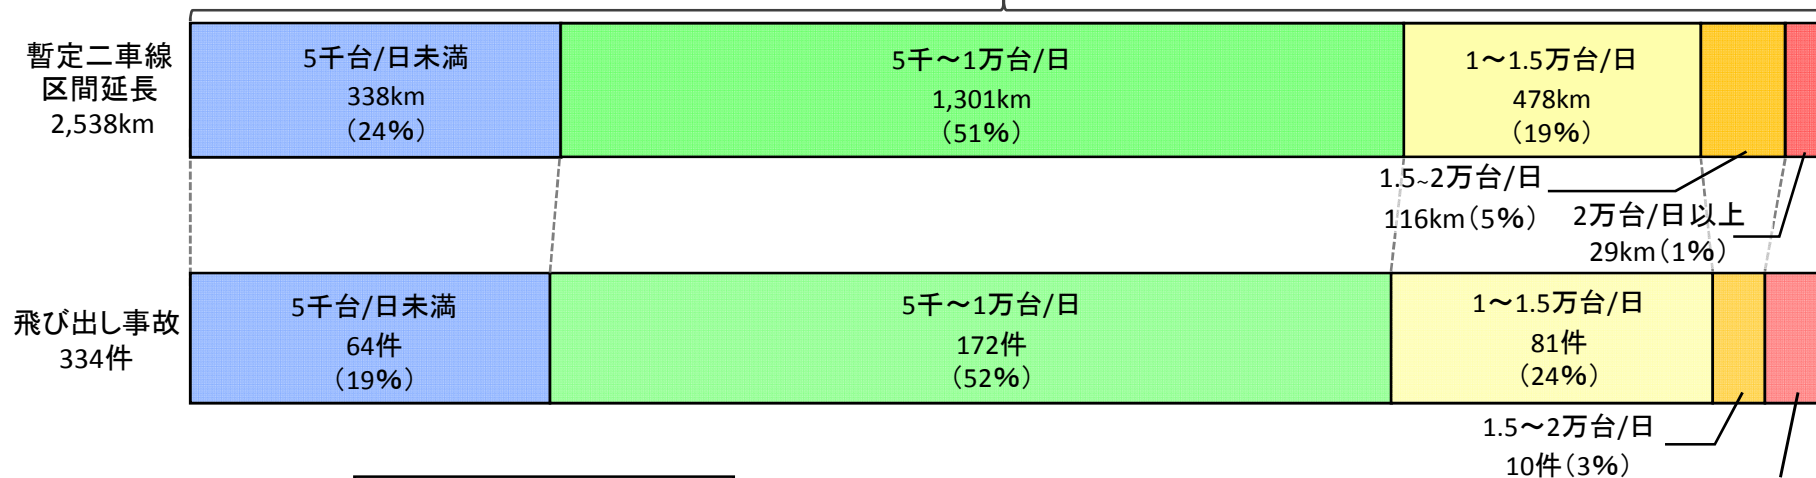 暫定二車線
区間延長
2,538km
5千台/日未満
338km
(24%)
5千~1万台/日
1,301km
(51%)
1~1.5万台/日
478km
(19%)
1.5~2万台/日
116km(5%)
2万台/日以上
29km(1%)
飛び出し事故
334件
5千台/日未満
64件
(19%)
5千~1万台/日
172件
(52%)
1~1.5万台/日
81件
(24%)
1.5~2万台/日
10件(3%)